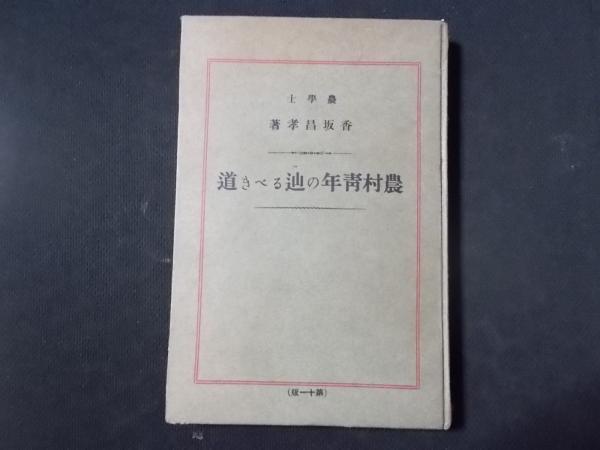 農學士
香坂昌孝著
農村靑年の辿るべき道
(第十一版)